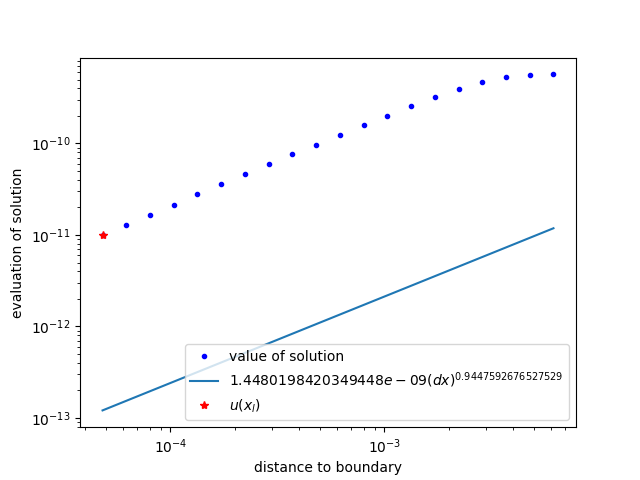 10⁻¹⁰
10⁻¹¹
10⁻¹²
10⁻¹³
evaluation of solution
value of solution
1.4480198420349448e − 09(dx)^0.9447592676527529
u(x_l)
10⁻⁴
10⁻³
distance to boundary